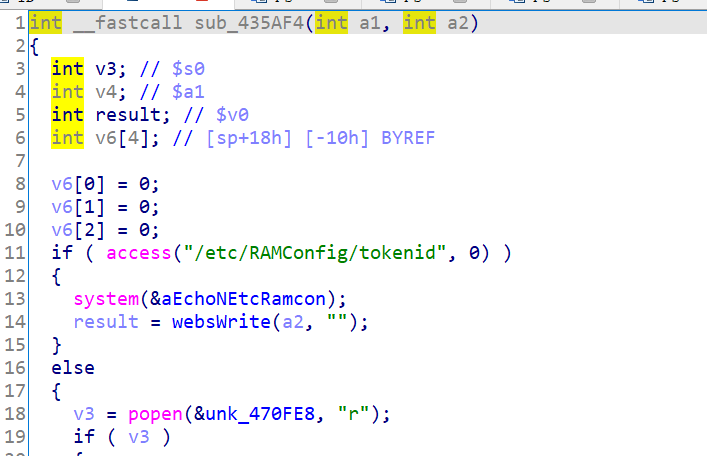 1 int __fastcall sub_435AF4(int a1, int a2)
2 {
3 int v3; // $s0
4 int v4; // $a1
5 int result; // $v0
6 int v6[4]; // [sp+18h] [-10h] BYREF
7
8 v6[0] = 0;
9 v6[1] = 0;
10 v6[2] = 0;
11 if ( access("/etc/RAMConfig/tokenid", 0) )
12 {
13 system(&aEchoNEtcRamcon);
14 result = websWrite(a2, "");
15 }
16 else
17 {
18 v3 = popen(&unk_470FE8, "r");
19 if ( v3 )